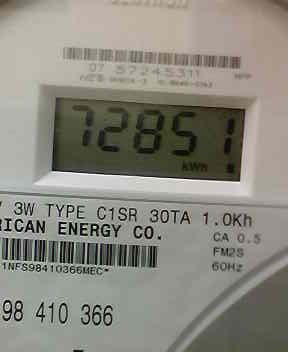 07 57245311
72851
kWh
V 3W TYPE C1SR 30TA 1.0Kh
RICAN ENERGY CO.
CA 0.5
FM2S
60Hz
1NFS98410366MEC*
98 410 366